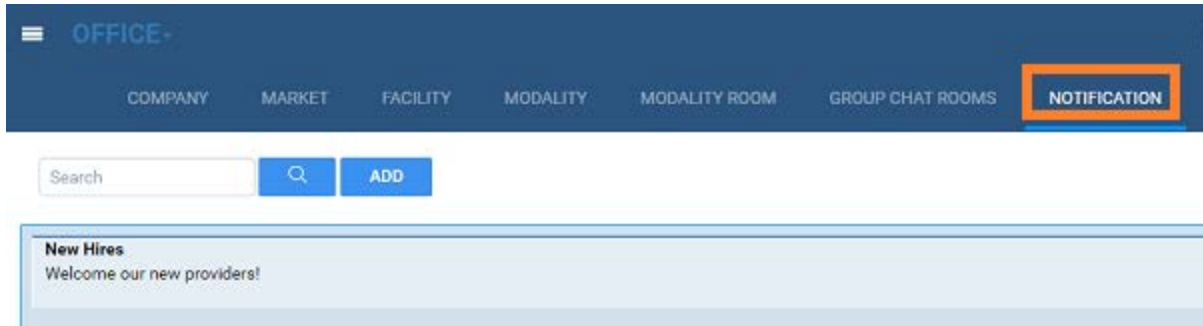 OFFICE-
COMPANY MARKET FACILITY MODALITY MODALITY ROOM GROUP CHAT ROOMS NOTIFICATION
Search ADD
New Hires
Welcome our new providers!